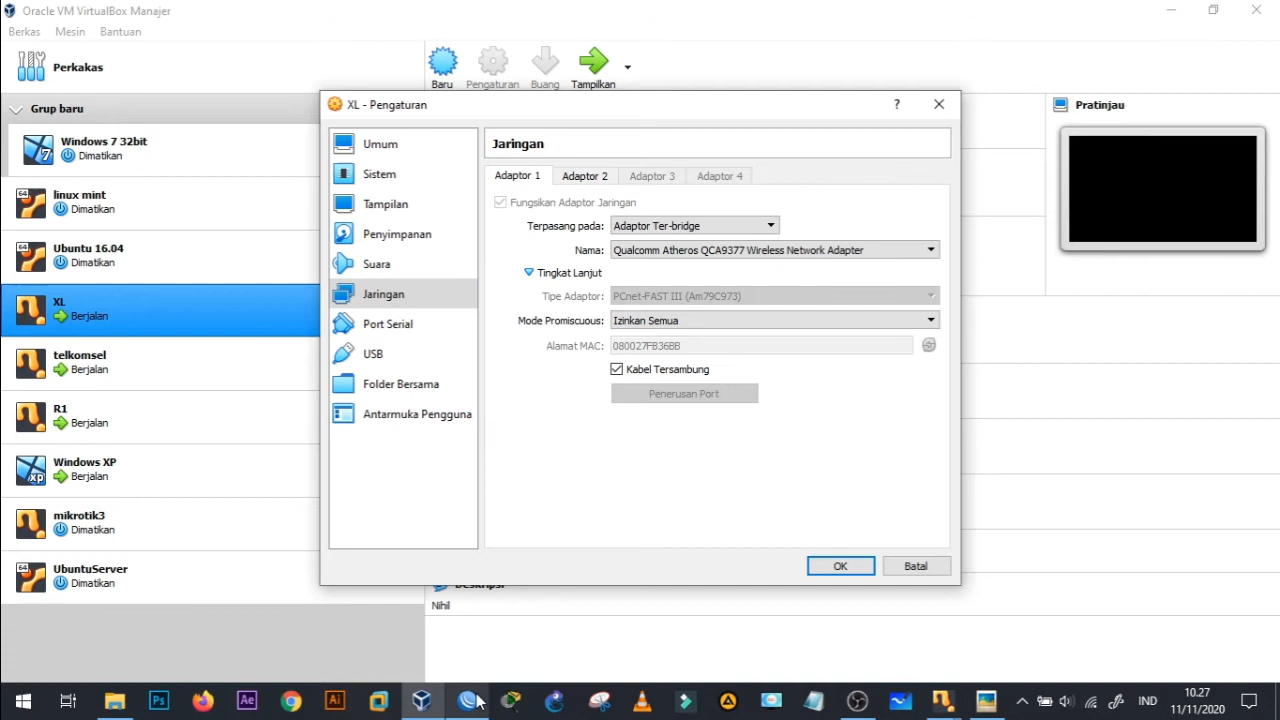 Oracle VM VirtualBox Manajer
Berkas Mesin Bantuan
Perkakas
Baru Pengaturan Buang Tampilkan
Grup baru
Windows 7 32bit
Dimatikan
linux mint
Dimatikan
Ubuntu 16.04
Dimatikan
XL
Berjalan
telkomsel
Berjalan
R1
Berjalan
Windows XP
Berjalan
mikrotik3
Dimatikan
UbuntuServer
Dimatikan
XL - Pengaturan
?
Umum
Sistem
Tampilan
Penyimpanan
Suara
Jaringan
Port Serial
USB
Folder Bersama
Antarmuka Pengguna
Jaringan
Adaptor 1 Adaptor 2 Adaptor 3 Adaptor 4
Fungsikan Adaptor Jaringan
Terpasang pada: Adaptor Ter-bridge
Nama: Qualcomm Atheros QCA9377 Wireless Network Adapter
Tingkat Lanjut
Tipe Adaptor: PCnet-FAST III (Am79C973)
Mode Promiscuous: Izinkan Semua
Alamat MAC: 080027FB36BB
Kabel Tersambung
Penerusan Port
OK Batal
Pratinjau
Deskripsi
Nihil
IND
10.27
11/11/2020